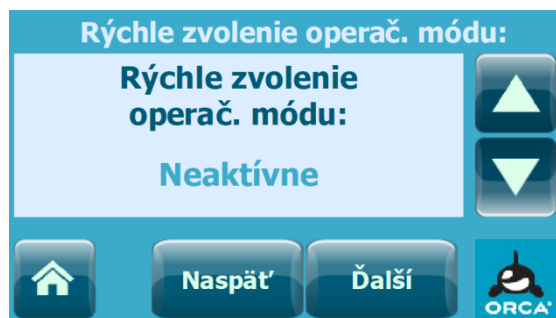 Rýchle zvolenie operač. módu:
Rýchle zvolenie
operač. módu:
Neaktívne
Naspäť
Ďalší
ORCA